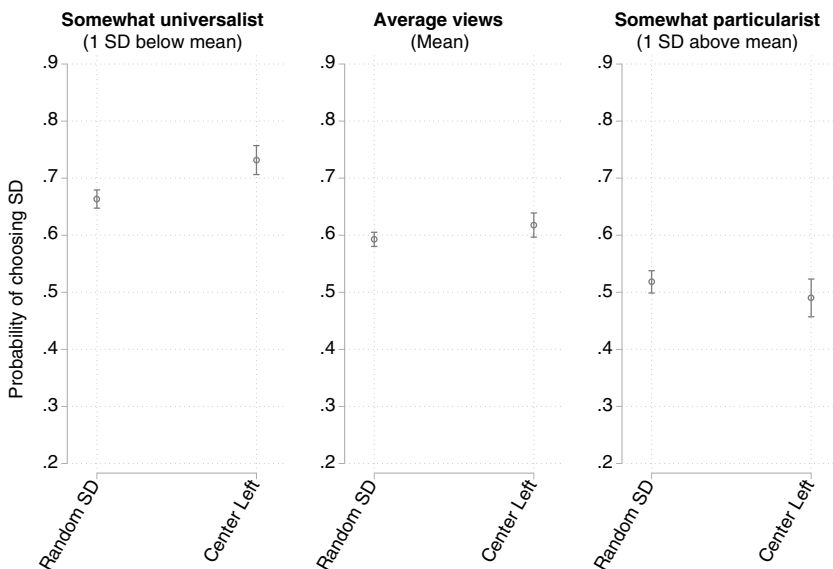 Somewhat universalist
(1 SD below mean)
Average views
(Mean)
Somewhat particularist
(1 SD above mean)
Probability of choosing SD
.9
.8
.7
.6
.5
.4
.3
.2
Random SD
Center Left
.9
.8
.7
.6
.5
.4
.3
.2
Random SD
Center Left
.9
.8
.7
.6
.5
.4
.3
.2
Random SD
Center Left